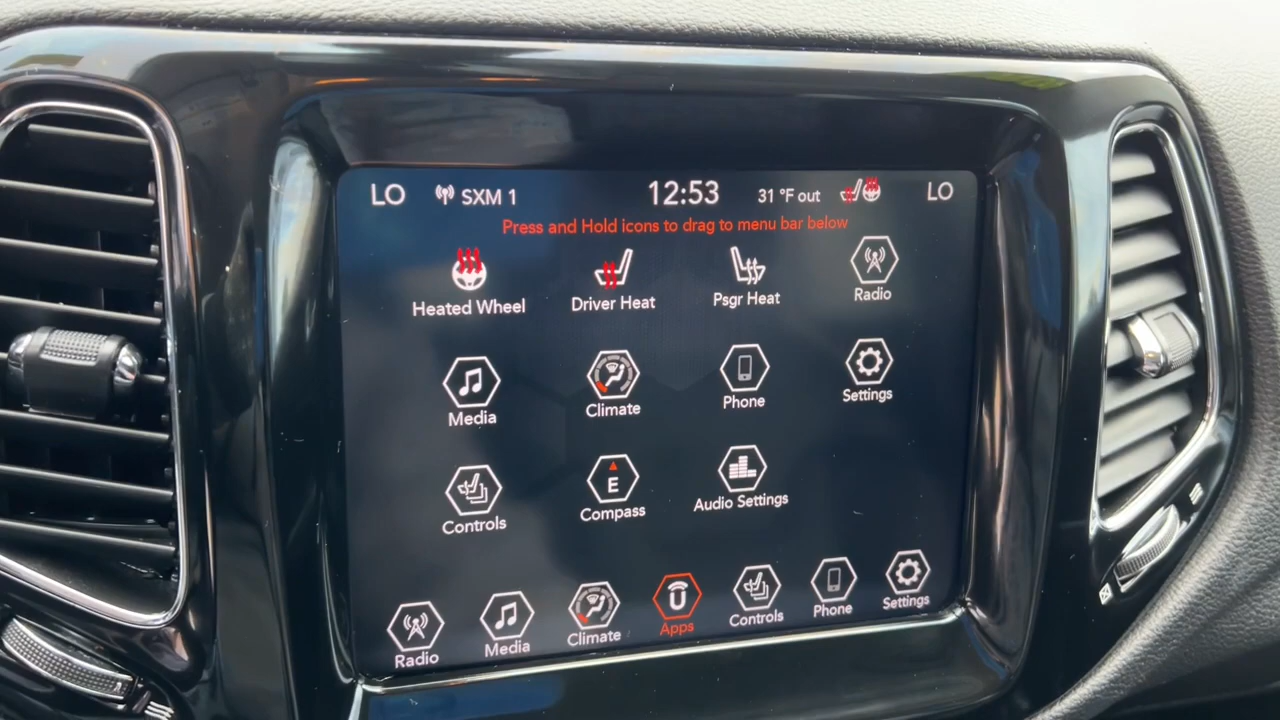 LO SXM 1 12:53 31 °F out LO
Press and Hold icons to drag to menu bar below
Heated Wheel Driver Heat Psgr Heat Radio
Media Climate Phone Settings
E
Controls Compass Audio Settings
Radio Media Climate Apps Controls Phone Settings